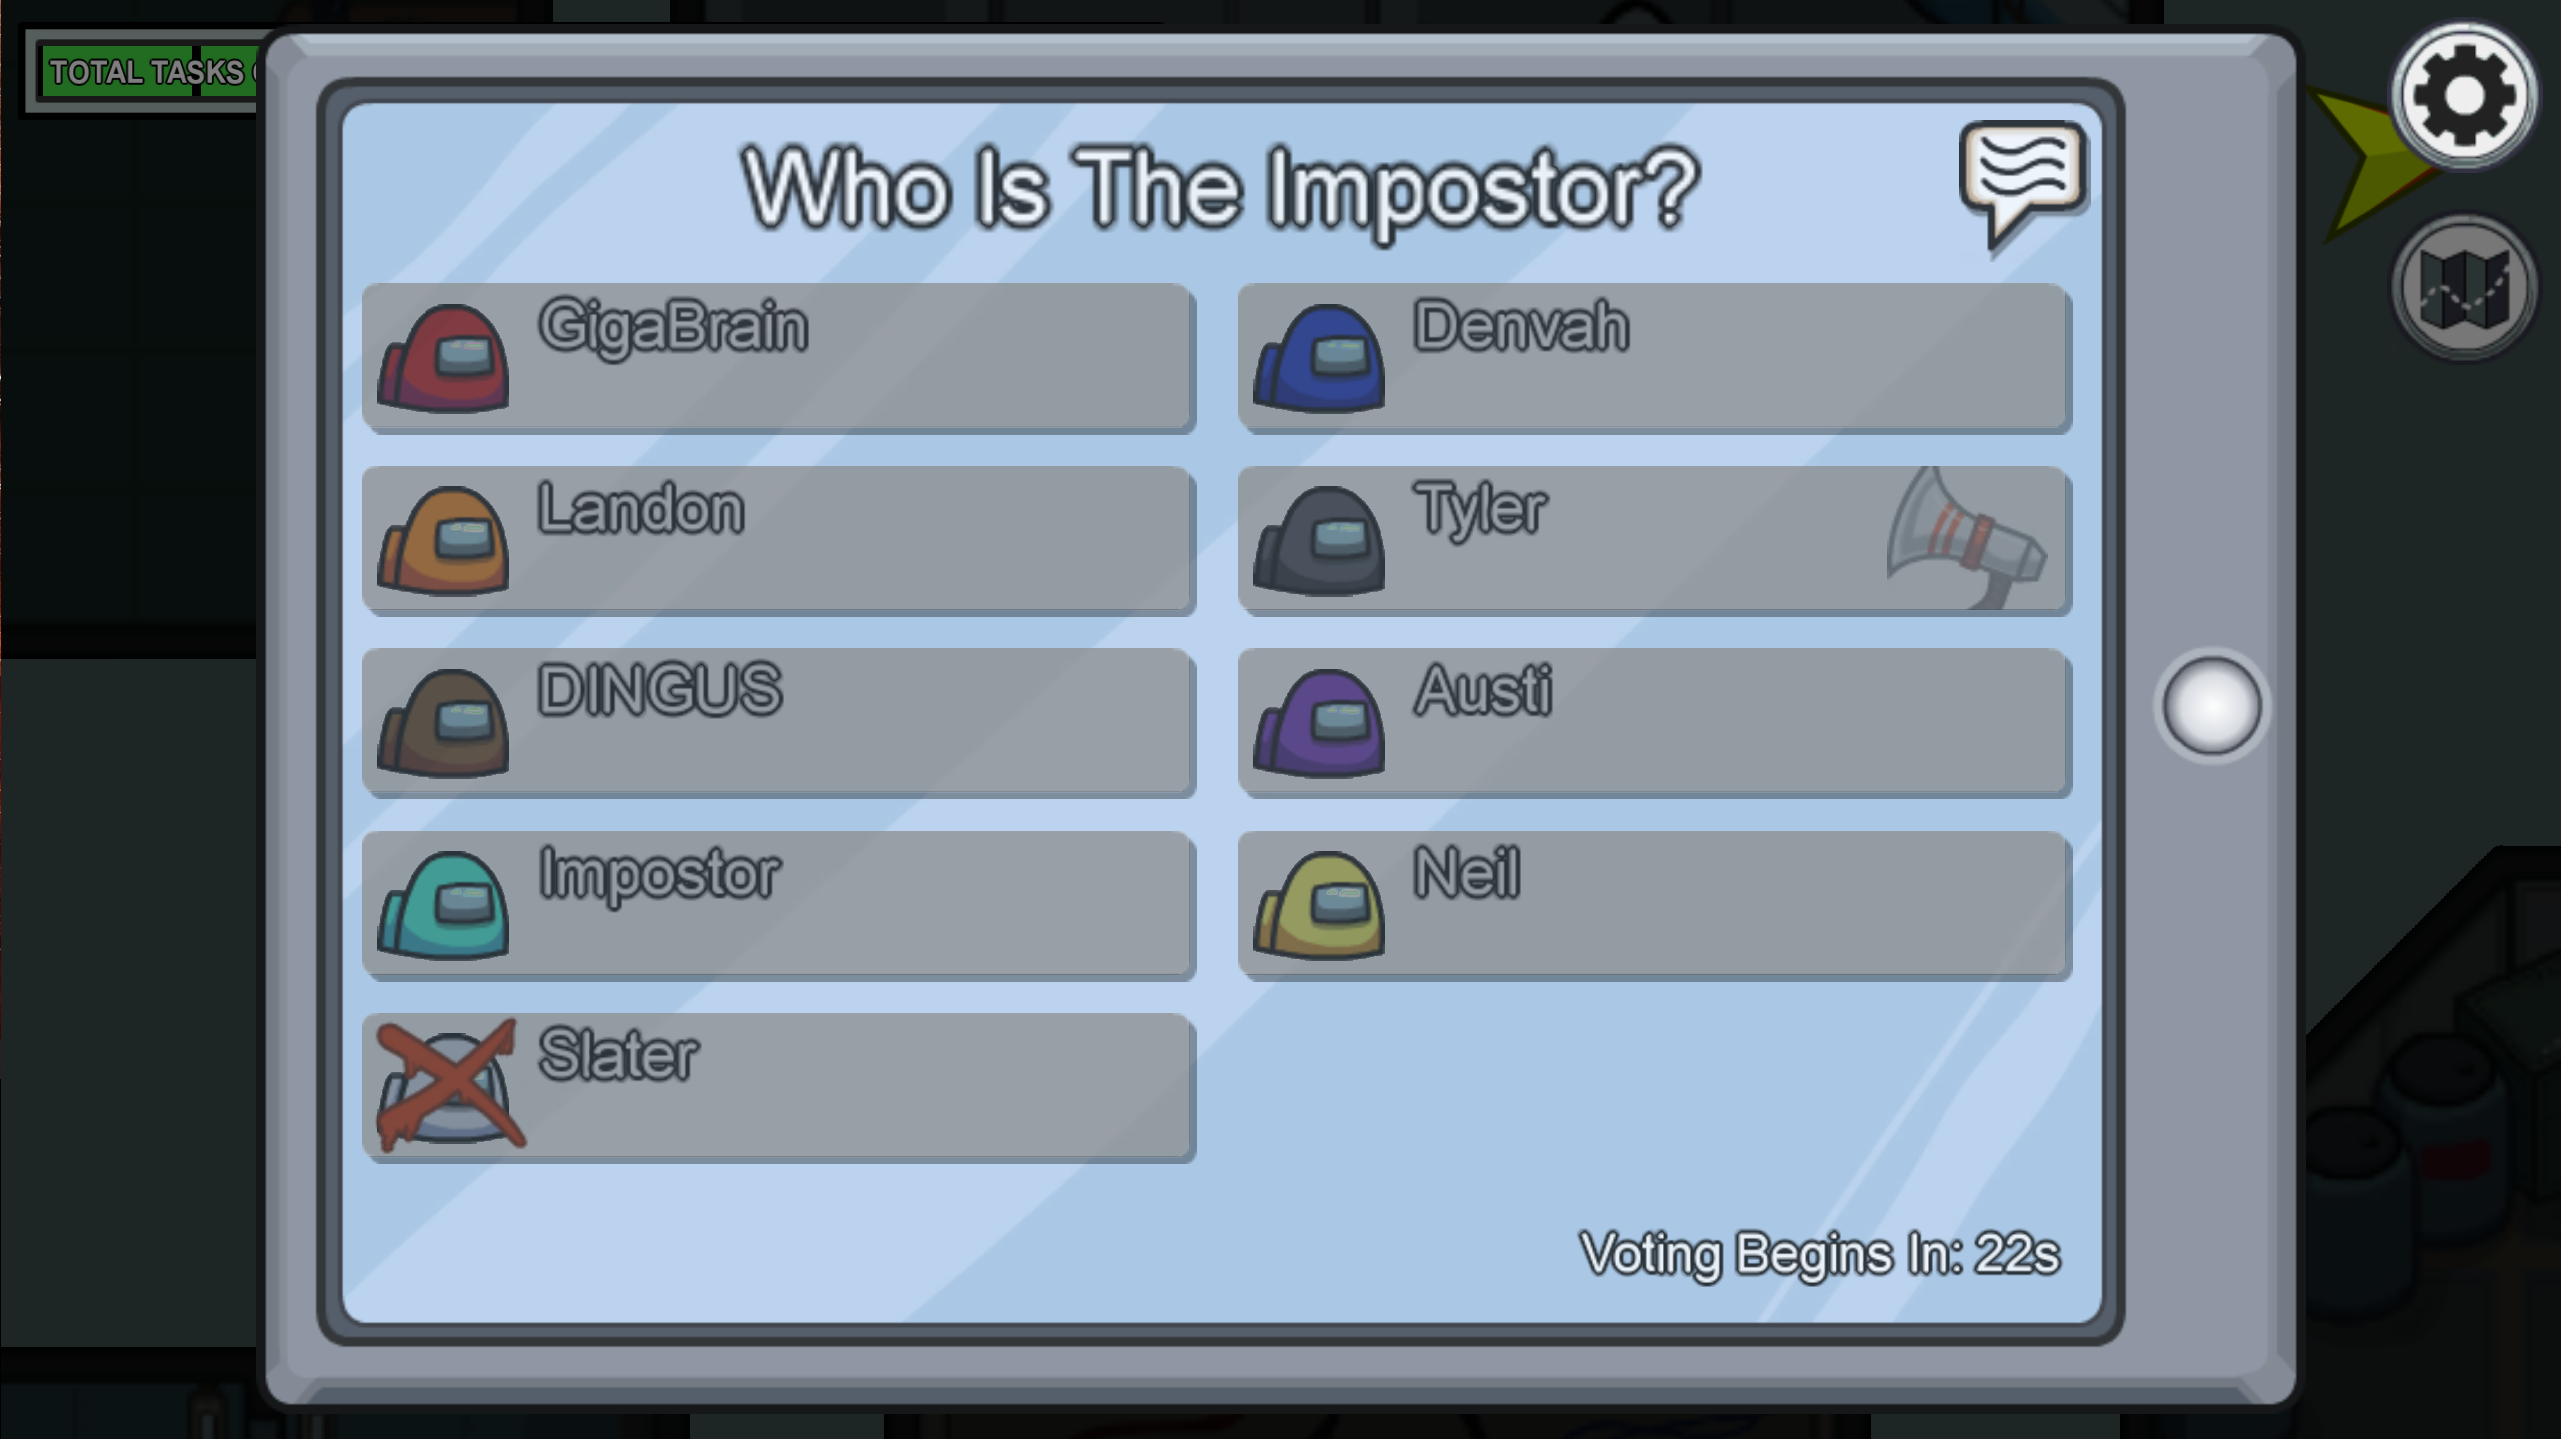 TOTAL TASKS
Who Is The Impostor?
GigaBrain
Denvah
Landon
Tyler
DINGUS
Austi
Impostor
Neil
Slater
Voting Begins In: 22s